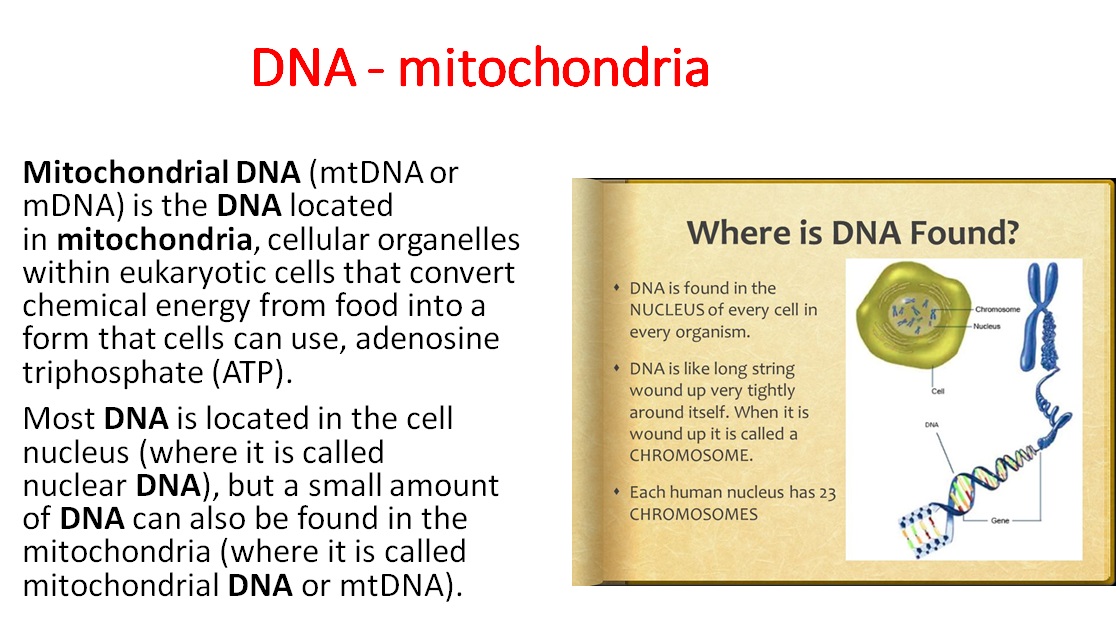 DNA - mitochondria
Mitochondrial DNA (mtDNA or
mDNA) is the DNA located
in mitochondria, cellular organelles
within eukaryotic cells that convert
chemical energy from food into a
form that cells can use, adenosine
triphosphate (ATP).
Most DNA is located in the cell
nucleus (where it is called
nuclear DNA), but a small amount
of DNA can also be found in the
mitochondria (where it is called
mitochondrial DNA or mtDNA).
Where is DNA Found?
DNA is found in the
NUCLEUS of every cell in
every organism.
DNA is like long string
wound up very tightly
around itself. When it is
wound up it is called a
CHROMOSOME.
Each human nucleus has 23
CHROMOSOMES
Chromosome
Nucleus
Cell
DNA
Gene